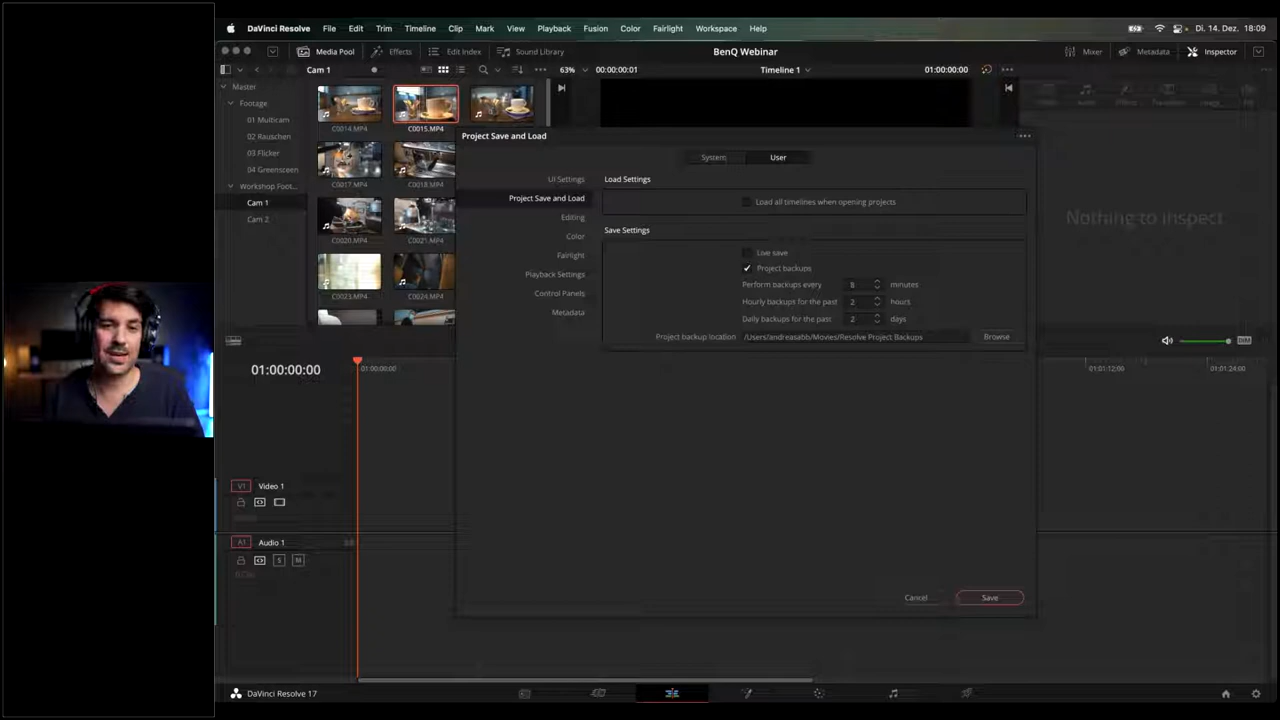 DaVinci Resolve File Edit Trim Timeline Clip Mark View Playback Fusion Color Fairlight Workspace Help Di. 14. Dez. 18:09
Media Pool Effects Edit Index Sound Library BenQ Webinar Mixer Metadata Inspector
Cam 1 63% 00:00:00:01 Timeline 1 01:00:00:00
Master
Footage
01 Multicam
02 Rauschen
03 Flicker
04 Greensceen
Workshop Foot...
Cam 1
Cam 2
C0014.MP4 C0015.MP4
C0017.MP4 C0018.MP4
C0020.MP4 C0021.MP4
C0023.MP4 C0024.MP4
Project Save and Load
System User
UI Settings
Project Save and Load
Editing
Color
Fairlight
Playback Settings
Control Panels
Metadata
Load Settings
Load all timelines when opening projects
Save Settings
Live save
Project backups
Perform backups every 8 minutes
Hourly backups for the past 2 hours
Daily backups for the past 2 days
Project backup location /Users/andreasabb/Movies/Resolve Project Backups Browse
Cancel Save
Nothing to inspect
01:00:00:00 01:00:00:00 01:01:12:00 01:01:24:00
V1 Video 1
A1 Audio 1
S M
DaVinci Resolve 17